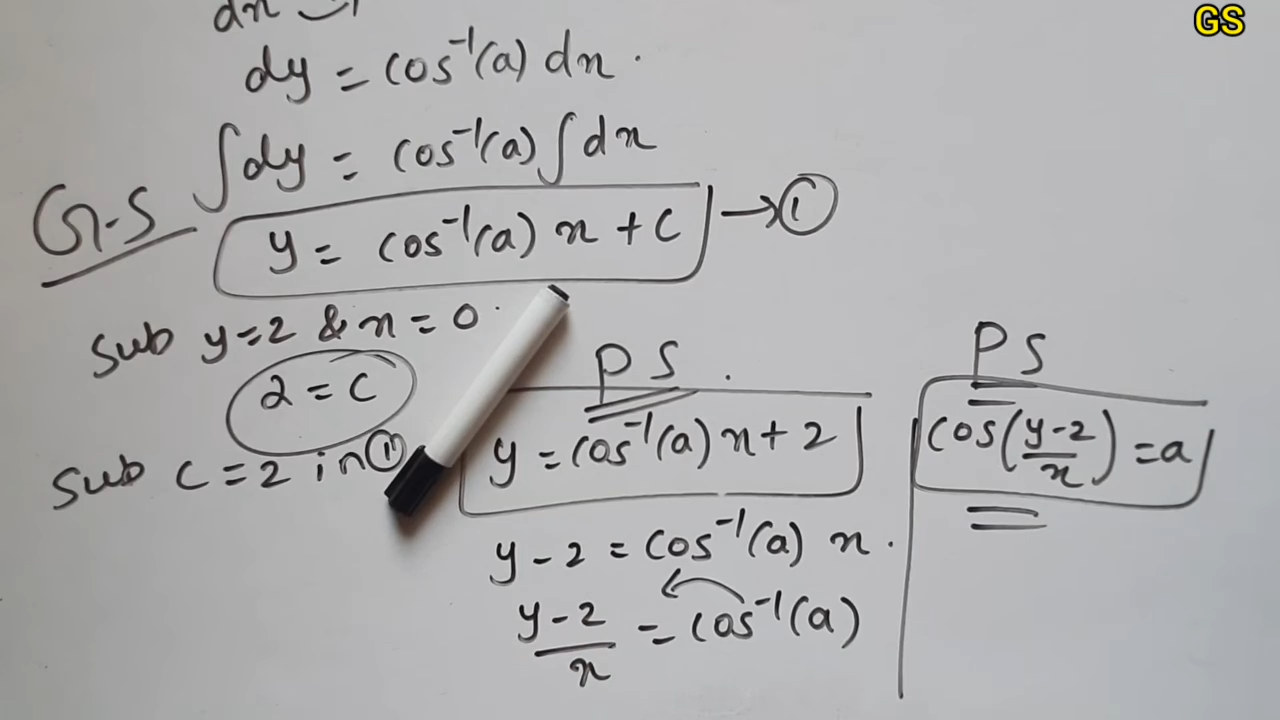 GS
dx
dy = cos⁻¹(a) dx.
∫dy = cos⁻¹(a) ∫dx
G.S
y = cos⁻¹(a) x + c → ①
Sub y=2 & x=0.
2 = c
Sub c=2 in ①
PS.
y = cos⁻¹(a) x + 2
y - 2 = cos⁻¹(a) x.
y - 2 / x = cos⁻¹(a)
PS
cos(y-2 / x) = a